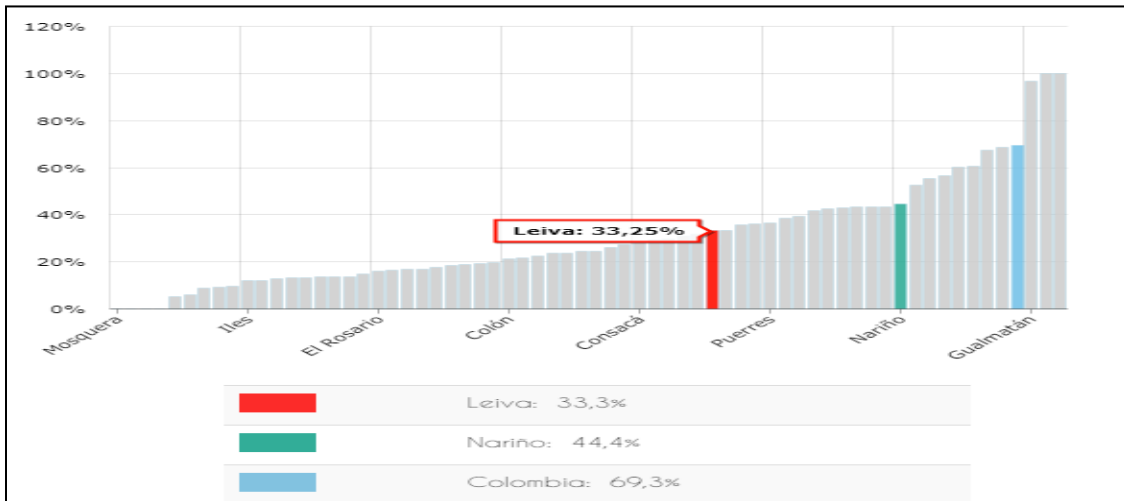 120%
100%
80%
60%
40%
20%
0%
Leiva: 33,25%
Mosquera
Iles
El Rosario
Colón
Consacá
Puerres
Nariño
Gualmatán
Leiva: 33,3%
Nariño: 44,4%
Colombia: 69,3%